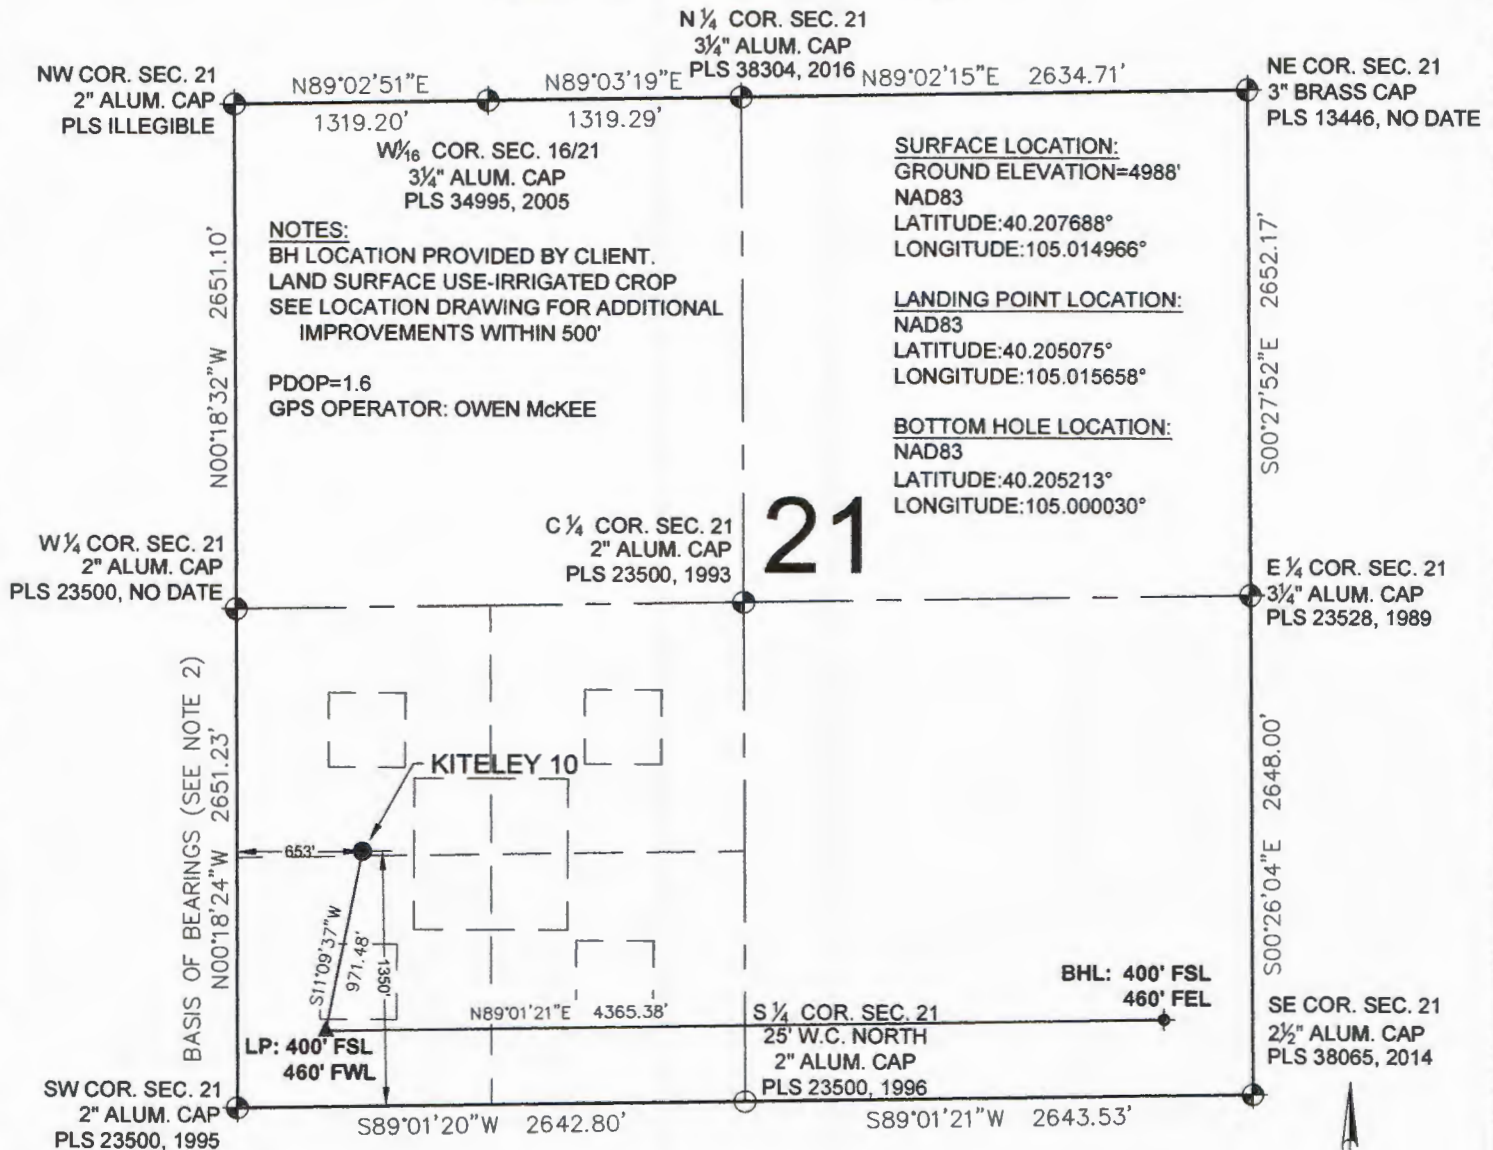 N ¼ COR. SEC. 21
3¼" ALUM. CAP
PLS 38304, 2016
NW COR. SEC. 21
2" ALUM. CAP
PLS ILLEGIBLE
N89°02'51"E
1319.20'
N89°03'19"E
1319.29'
N89°02'15"E 2634.71'
NE COR. SEC. 21
3" BRASS CAP
PLS 13446, NO DATE
W⅟16 COR. SEC. 16/21
3¼" ALUM. CAP
PLS 34995, 2005
SURFACE LOCATION:
GROUND ELEVATION=4988'
NAD83
LATITUDE:40.207688°
LONGITUDE:105.014966°
NOTES:
BH LOCATION PROVIDED BY CLIENT.
LAND SURFACE USE-IRRIGATED CROP
SEE LOCATION DRAWING FOR ADDITIONAL
IMPROVEMENTS WITHIN 500'
PDOP=1.6
GPS OPERATOR: OWEN McKEE
LANDING POINT LOCATION:
NAD83
LATITUDE:40.205075°
LONGITUDE:105.015658°
BOTTOM HOLE LOCATION:
NAD83
LATITUDE:40.205213°
LONGITUDE:105.000030°
N00°18'32"W 2651.10'
S00°27'52"E 2652.17'
21
W ¼ COR. SEC. 21
2" ALUM. CAP
PLS 23500, NO DATE
C ¼ COR. SEC. 21
2" ALUM. CAP
PLS 23500, 1993
E ¼ COR. SEC. 21
3¼" ALUM. CAP
PLS 23528, 1989
BASIS OF BEARINGS (SEE NOTE 2)
N00°18'24"W 2651.23'
KITELEY 10
653'
S11°09'37"W
971.48'
1350'
S00°26'04"E 2648.00'
N89°01'21"E 4365.38'
BHL: 400' FSL
460' FEL
LP: 400' FSL
460' FWL
S ¼ COR. SEC. 21
25' W.C. NORTH
2" ALUM. CAP
PLS 23500, 1996
SE COR. SEC. 21
2½" ALUM. CAP
PLS 38065, 2014
SW COR. SEC. 21
2" ALUM. CAP
PLS 23500, 1995
S89°01'20"W 2642.80'
S89°01'21"W 2643.53'